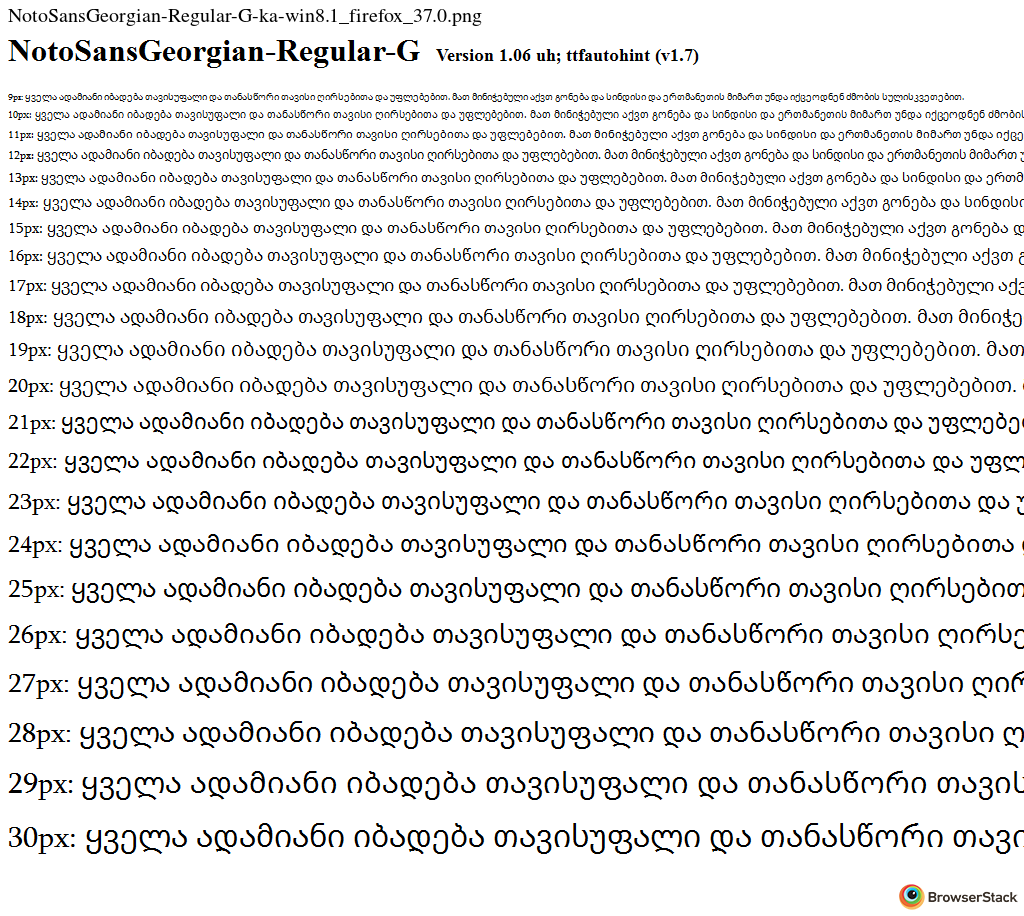 NotoSansGeorgian-Regular-G-ka-win8.1_firefox_37.0.png
NotoSansGeorgian-Regular-G Version 1.06 uh; ttfautohint (v1.7)
9px: ყველა ადამიანი იბადება თავისუფალი და თანასწორი თავისი ღირსებითა და უფლებებით. მათ მინიჭებული აქვთ გონება და სინდისი და ერთმანეთის მიმართ უნდა იქცეოდნენ ძმობის სულისკვეთებით.
10px: ყველა ადამიანი იბადება თავისუფალი და თანასწორი თავისი ღირსებითა და უფლებებით. მათ მინიჭებული აქვთ გონება და სინდისი და ერთმანეთის მიმართ უნდა იქცეოდნენ ძმობის
11px: ყველა ადამიანი იბადება თავისუფალი და თანასწორი თავისი ღირსებითა და უფლებებით. მათ მინიჭებული აქვთ გონება და სინდისი და ერთმანეთის მიმართ უნდა იქცე
12px: ყველა ადამიანი იბადება თავისუფალი და თანასწორი თავისი ღირსებითა და უფლებებით. მათ მინიჭებული აქვთ გონება და სინდისი და ერთმანეთის მიმართ
13px: ყველა ადამიანი იბადება თავისუფალი და თანასწორი თავისი ღირსებითა და უფლებებით. მათ მინიჭებული აქვთ გონება და სინდისი და ერთმ
14px: ყველა ადამიანი იბადება თავისუფალი და თანასწორი თავისი ღირსებითა და უფლებებით. მათ მინიჭებული აქვთ გონება და სინდისი
15px: ყველა ადამიანი იბადება თავისუფალი და თანასწორი თავისი ღირსებითა და უფლებებით. მათ მინიჭებული აქვთ გონება დ
16px: ყველა ადამიანი იბადება თავისუფალი და თანასწორი თავისი ღირსებითა და უფლებებით. მათ მინიჭებული აქვთ გ
17px: ყველა ადამიანი იბადება თავისუფალი და თანასწორი თავისი ღირსებითა და უფლებებით. მათ მინიჭებული აქვ
18px: ყველა ადამიანი იბადება თავისუფალი და თანასწორი თავისი ღირსებითა და უფლებებით. მათ მინიჭე
19px: ყველა ადამიანი იბადება თავისუფალი და თანასწორი თავისი ღირსებითა და უფლებებით. მათ
20px: ყველა ადამიანი იბადება თავისუფალი და თანასწორი თავისი ღირსებითა და უფლებებით.
21px: ყველა ადამიანი იბადება თავისუფალი და თანასწორი თავისი ღირსებითა და უფლებე
22px: ყველა ადამიანი იბადება თავისუფალი და თანასწორი თავისი ღირსებითა და უფლ
23px: ყველა ადამიანი იბადება თავისუფალი და თანასწორი თავისი ღირსებითა და უ
24px: ყველა ადამიანი იბადება თავისუფალი და თანასწორი თავისი ღირსებითა
25px: ყველა ადამიანი იბადება თავისუფალი და თანასწორი თავისი ღირსებით
26px: ყველა ადამიანი იბადება თავისუფალი და თანასწორი თავისი ღირსე
27px: ყველა ადამიანი იბადება თავისუფალი და თანასწორი თავისი ღირ
28px: ყველა ადამიანი იბადება თავისუფალი და თანასწორი თავისი ღ
29px: ყველა ადამიანი იბადება თავისუფალი და თანასწორი თავის
30px: ყველა ადამიანი იბადება თავისუფალი და თანასწორი თავი
BrowserStack